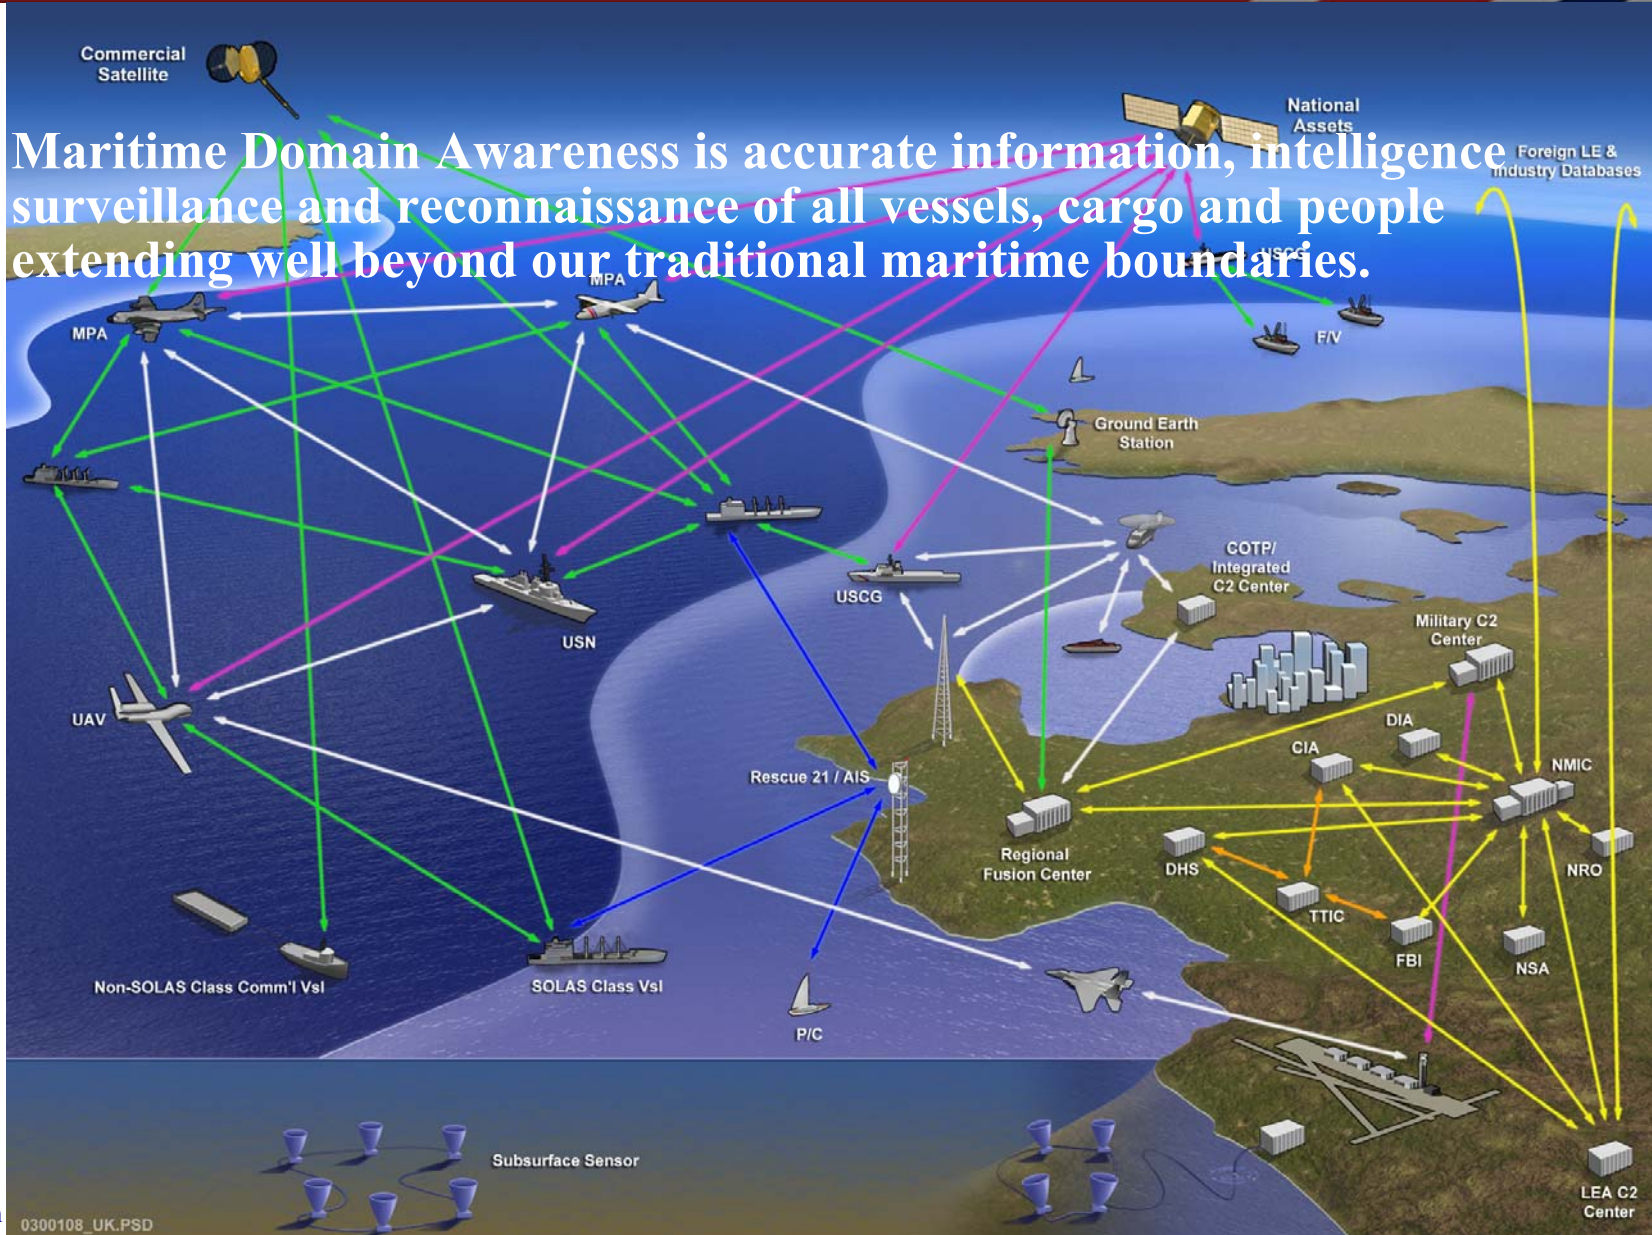 Commercial
Satellite
National
Assets
Maritime Domain Awareness is accurate information, intelligence
surveillance and reconnaissance of all vessels, cargo and people
extending well beyond our traditional maritime boundaries.
Foreign LE &
Industry Databases
USCG
MPA
MPA
F/V
Ground Earth
Station
COTP/
Integrated
C2 Center
USCG
USN
Military C2
Center
UAV
DIA
CIA
NMIC
Rescue 21 / AIS
Regional
Fusion Center
DHS
NRO
TTIC
FBI
NSA
Non-SOLAS Class Comm'l Vsl
SOLAS Class Vsl
P/C
Subsurface Sensor
LEA C2
Center
0300108_UK.PSD